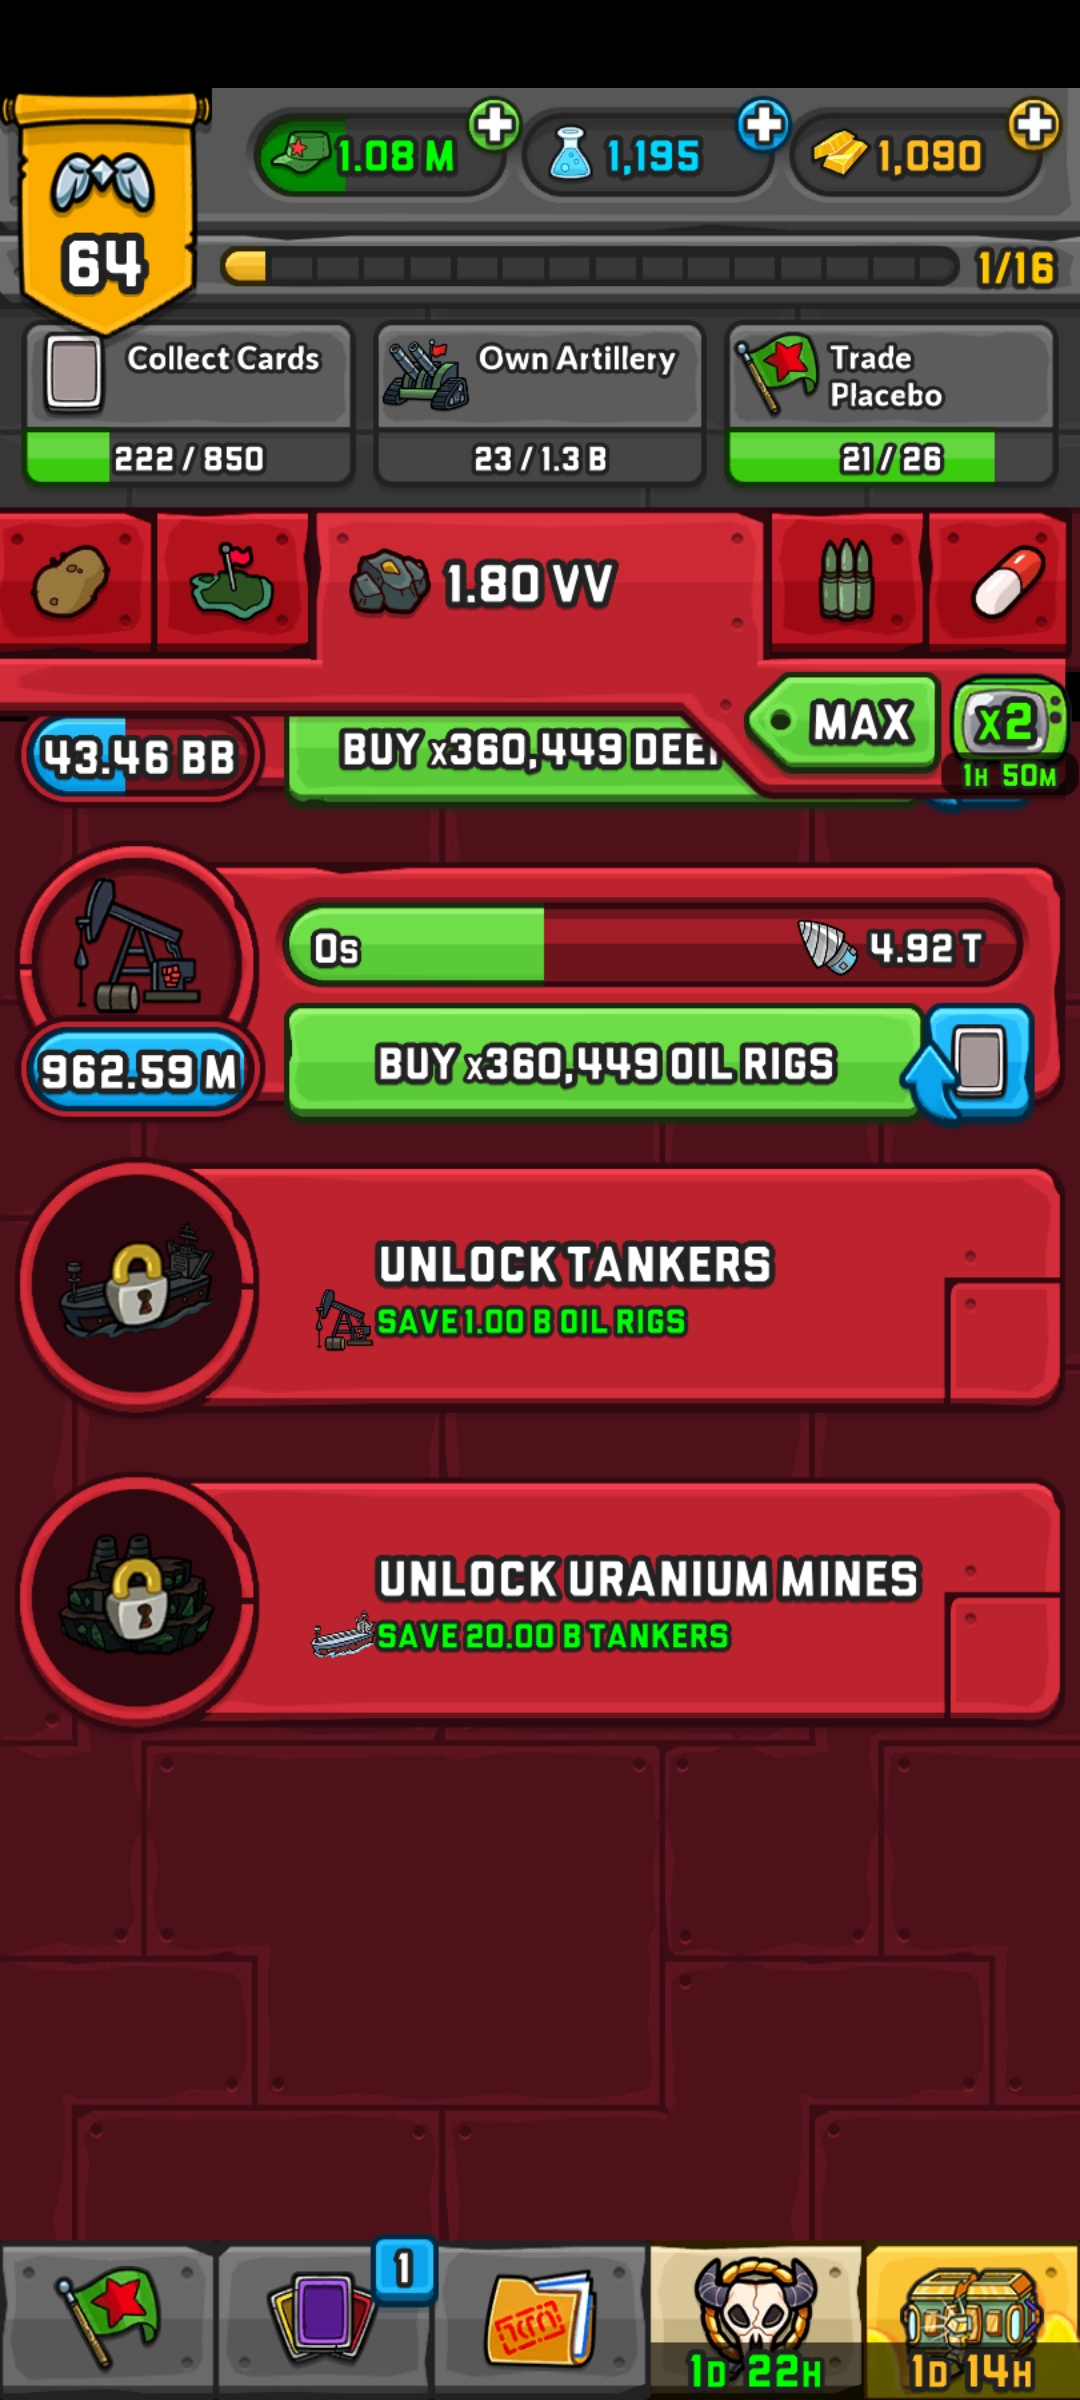 1.08 M
1,195
1,090
64
1/16
Collect Cards
222 / 850
Own Artillery
23 / 1.3 B
Trade
Placebo
21 / 26
1.80 VV
MAX
X2
1H 50M
43.46 BB
BUY x360,449 DEE
0s
4.92 T
962.59 M
BUY x360,449 OIL RIGS
UNLOCK TANKERS
SAVE 1.00 B OIL RIGS
UNLOCK URANIUM MINES
SAVE 20.00 B TANKERS
1
1D 22H
1D 14H